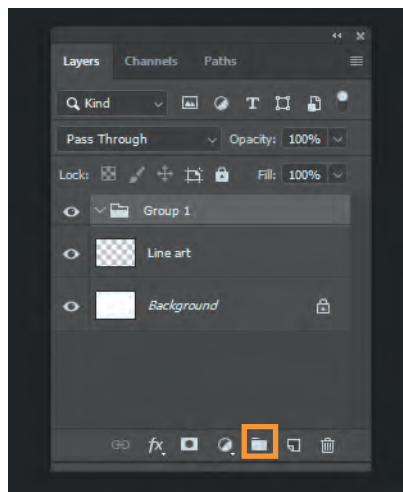 Layers Channels Paths
Kind T
Pass Through Opacity: 100%
Lock: Fill: 100%
Group 1
Line art
Background
fx